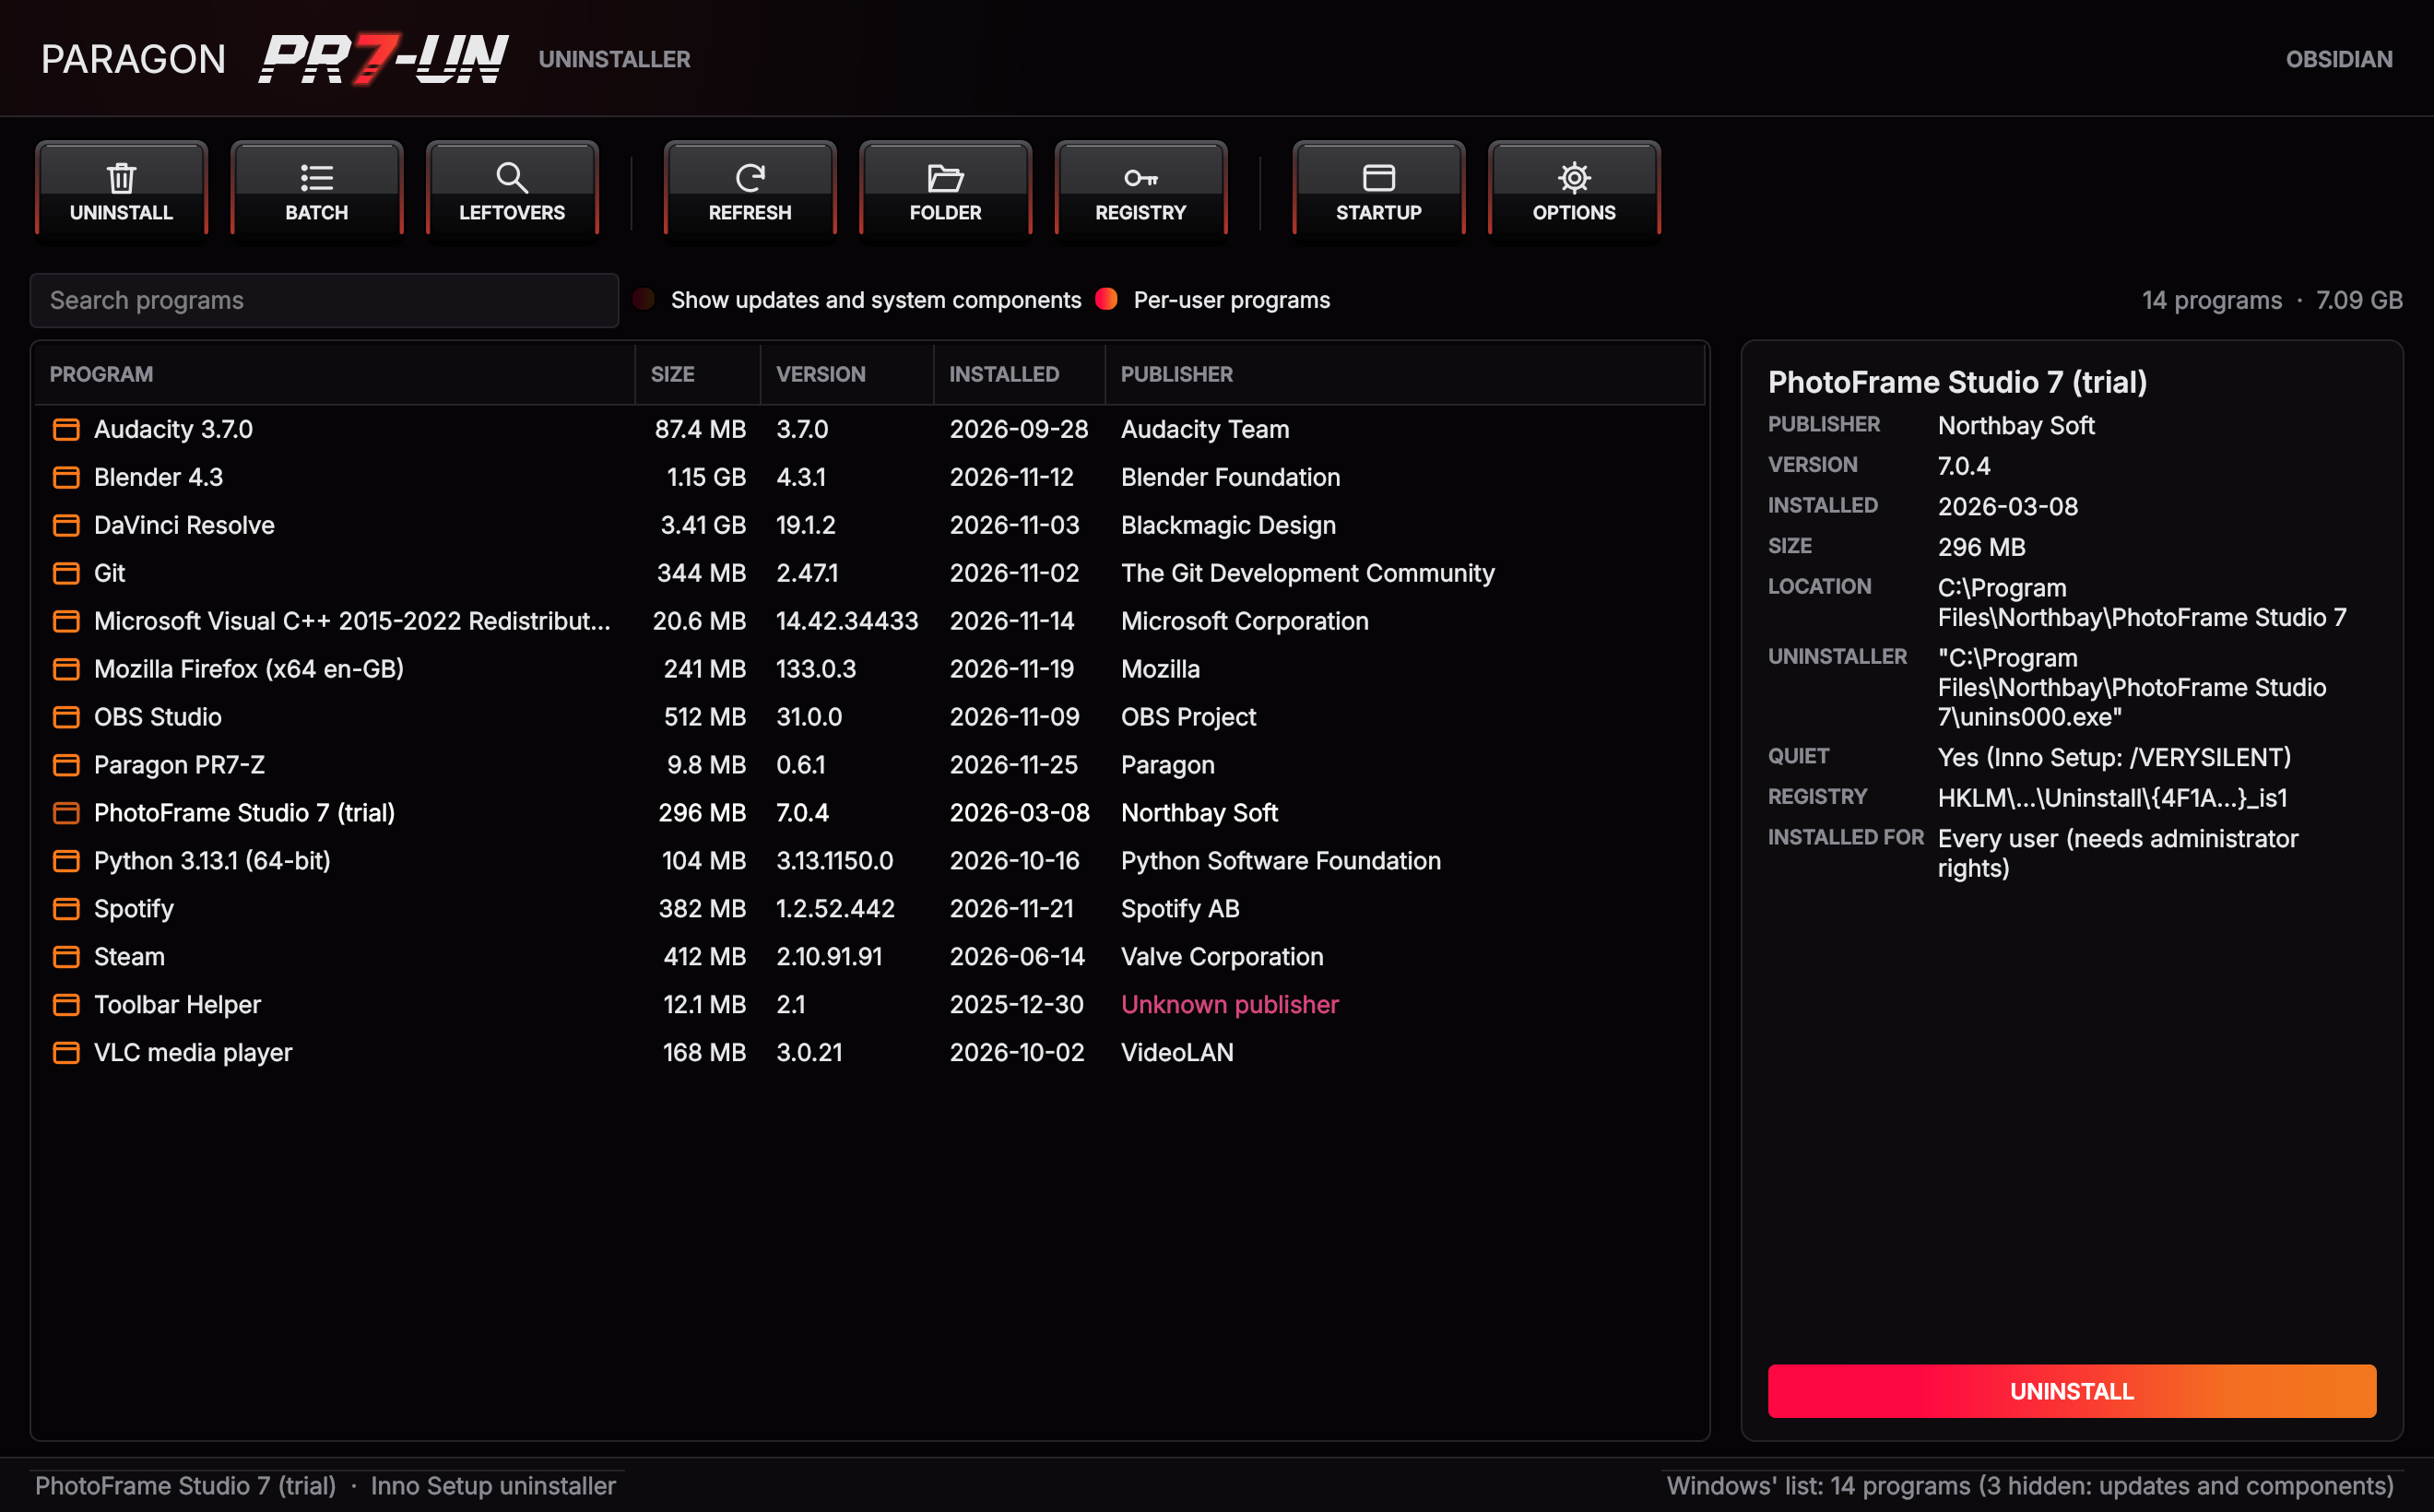 PARAGON PR7-UN UNINSTALLER OBSIDIAN
UNINSTALL BATCH LEFTOVERS REFRESH FOLDER REGISTRY STARTUP OPTIONS
Search programs Show updates and system components Per-user programs 14 programs · 7.09 GB
PROGRAM SIZE VERSION INSTALLED PUBLISHER
Audacity 3.7.0 87.4 MB 3.7.0 2026-09-28 Audacity Team
Blender 4.3 1.15 GB 4.3.1 2026-11-12 Blender Foundation
DaVinci Resolve 3.41 GB 19.1.2 2026-11-03 Blackmagic Design
Git 344 MB 2.47.1 2026-11-02 The Git Development Community
Microsoft Visual C++ 2015-2022 Redistribut... 20.6 MB 14.42.34433 2026-11-14 Microsoft Corporation
Mozilla Firefox (x64 en-GB) 241 MB 133.0.3 2026-11-19 Mozilla
OBS Studio 512 MB 31.0.0 2026-11-09 OBS Project
Paragon PR7-Z 9.8 MB 0.6.1 2026-11-25 Paragon
PhotoFrame Studio 7 (trial) 296 MB 7.0.4 2026-03-08 Northbay Soft
Python 3.13.1 (64-bit) 104 MB 3.13.1150.0 2026-10-16 Python Software Foundation
Spotify 382 MB 1.2.52.442 2026-11-21 Spotify AB
Steam 412 MB 2.10.91.91 2026-06-14 Valve Corporation
Toolbar Helper 12.1 MB 2.1 2025-12-30 Unknown publisher
VLC media player 168 MB 3.0.21 2026-10-02 VideoLAN
PhotoFrame Studio 7 (trial)
PUBLISHER Northbay Soft
VERSION 7.0.4
INSTALLED 2026-03-08
SIZE 296 MB
LOCATION C:\Program
Files\Northbay\PhotoFrame Studio 7
UNINSTALLER "C:\Program
Files\Northbay\PhotoFrame Studio
7\unins000.exe"
QUIET Yes (Inno Setup: /VERYSILENT)
REGISTRY HKLM\...\Uninstall\{4F1A...}_is1
INSTALLED FOR Every user (needs administrator
rights)
UNINSTALL
PhotoFrame Studio 7 (trial) · Inno Setup uninstaller
Windows' list: 14 programs (3 hidden: updates and components)